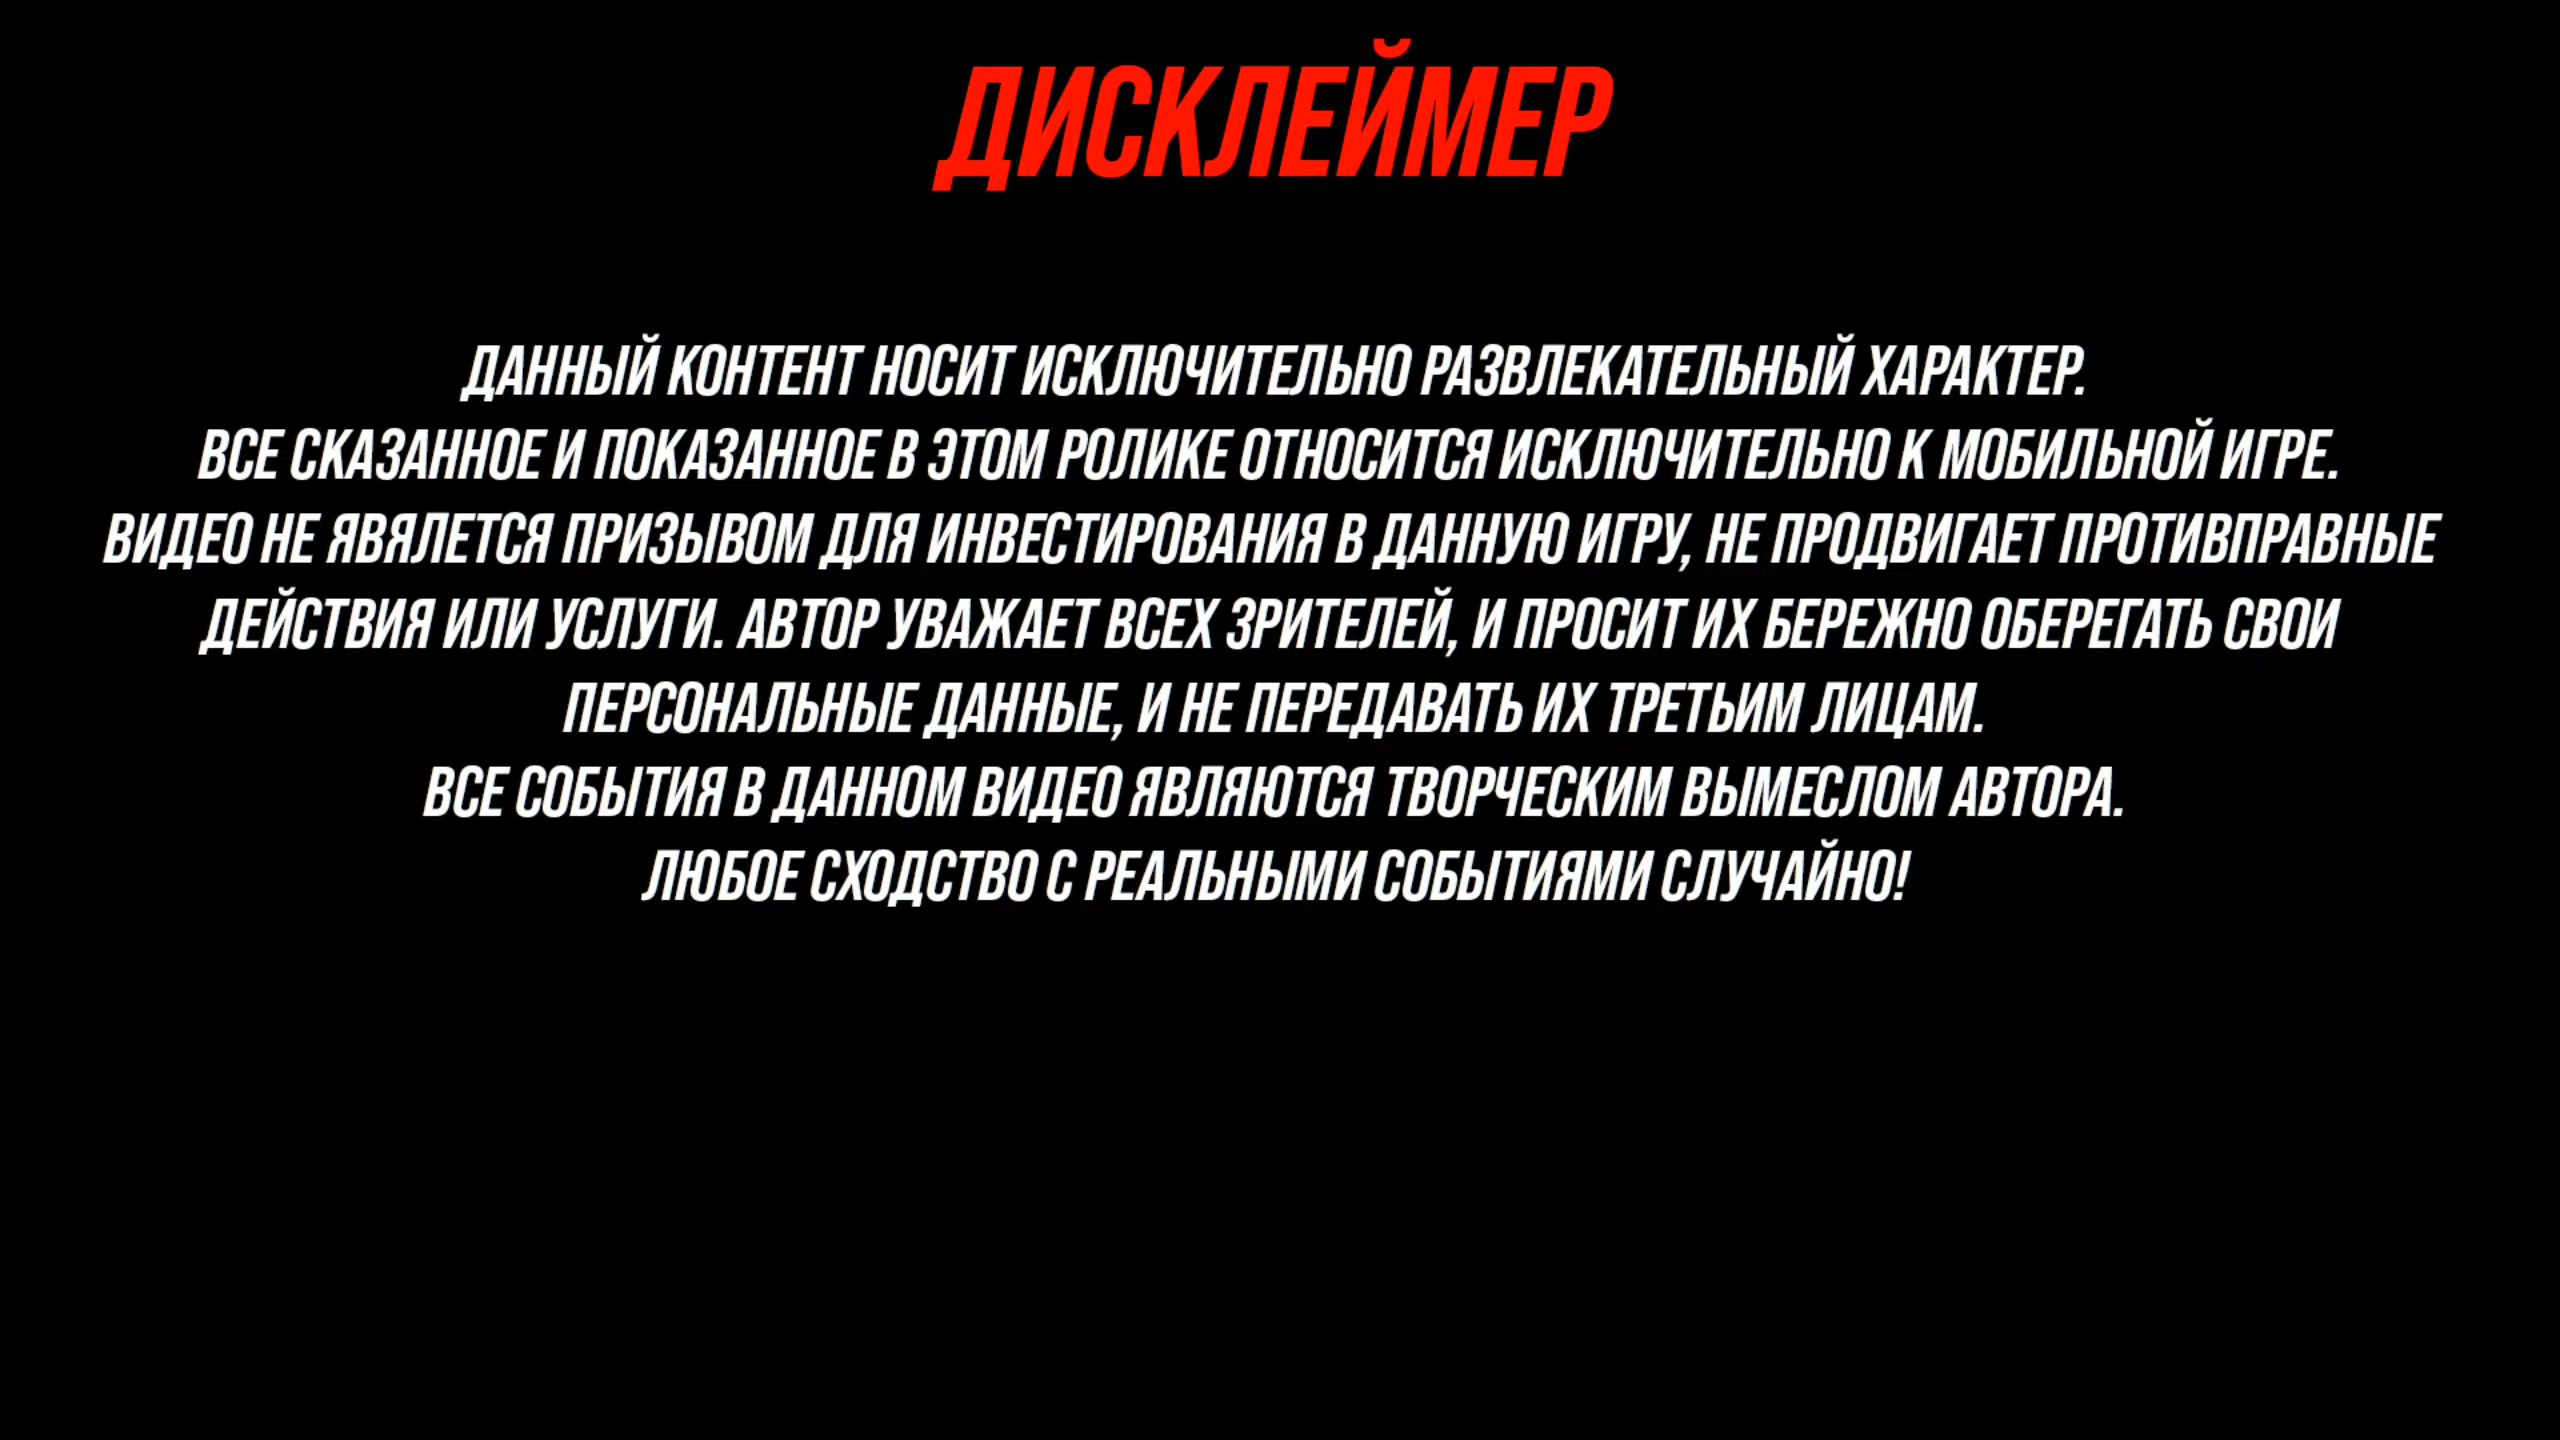 ДИСКЛЕЙМЕР
ДАННЫЙ КОНТЕНТ НОСИТ ИСКЛЮЧИТЕЛЬНО РАЗВЛЕКАТЕЛЬНЫЙ ХАРАКТЕР.
ВСЕ СКАЗАННОЕ И ПОКАЗАННОЕ В ЭТОМ РОЛИКЕ ОТНОСИТСЯ ИСКЛЮЧИТЕЛЬНО К МОБИЛЬНОЙ ИГРЕ.
ВИДЕО НЕ ЯВЯЛЕТСЯ ПРИЗЫВОМ ДЛЯ ИНВЕСТИРОВАНИЯ В ДАННУЮ ИГРУ, НЕ ПРОДВИГАЕТ ПРОТИВПРАВНЫЕ
ДЕЙСТВИЯ ИЛИ УСЛУГИ. АВТОР УВАЖАЕТ ВСЕХ ЗРИТЕЛЕЙ, И ПРОСИТ ИХ БЕРЕЖНО ОБЕРЕГАТЬ СВОИ
ПЕРСОНАЛЬНЫЕ ДАННЫЕ, И НЕ ПЕРЕДАВАТЬ ИХ ТРЕТЬИМ ЛИЦАМ.
ВСЕ СОБЫТИЯ В ДАННОМ ВИДЕО ЯВЛЯЮТСЯ ТВОРЧЕСКИМ ВЫМЕСЛОМ АВТОРА.
ЛЮБОЕ СХОДСТВО С РЕАЛЬНЫМИ СОБЫТИЯМИ СЛУЧАЙНО!